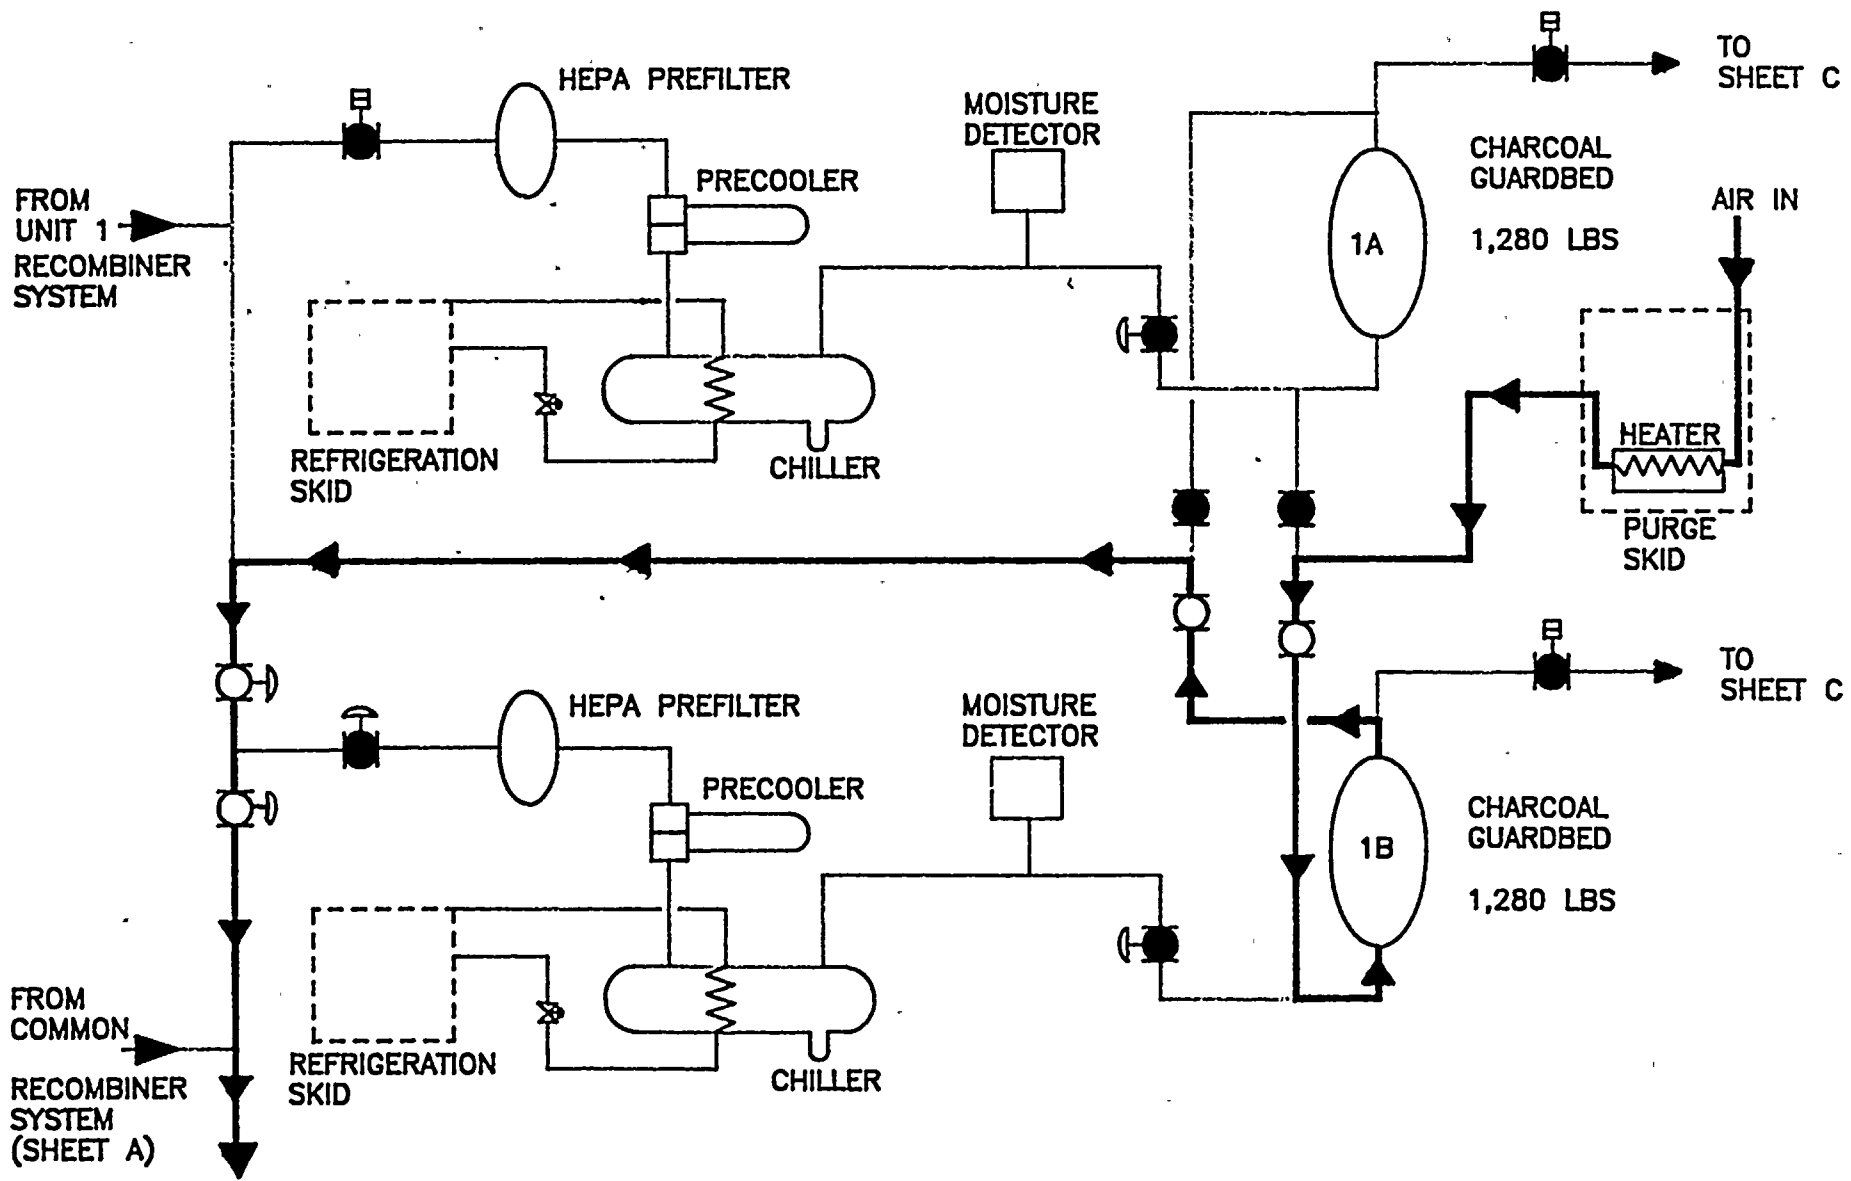 HEPA PREFILTER
MOISTURE
DETECTOR
TO
SHEET C
CHARCOAL
GUARDBED
1,280 LBS
1A
AIR IN
FROM
UNIT 1
RECOMBINER
SYSTEM
PRECOOLER
REFRIGERATION
SKID
CHILLER
HEATER
PURGE
SKID
HEPA PREFILTER
MOISTURE
DETECTOR
TO
SHEET C
PRECOOLER
CHARCOAL
GUARDBED
1,280 LBS
1B
FROM
COMMON
RECOMBINER
SYSTEM
(SHEET A)
REFRIGERATION
SKID
CHILLER